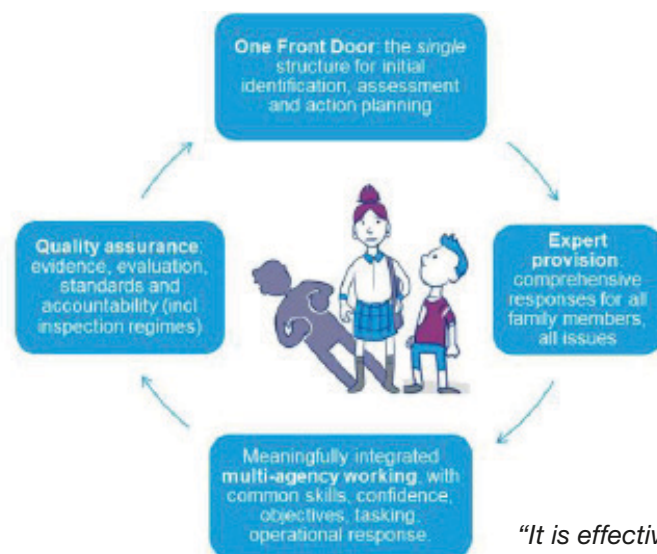 One Front Door: the single
structure for initial
identification, assessment
and action planning
Expert
provision:
comprehensive
responses for all
family members,
all issues
Meaningfully integrated
multi-agency working, with
common skills, confidence,
objectives, tasking,
operational response.
Quality assurance:
evidence, evaluation,
standards and
accountability (incl
inspection regimes)
“It is effectiv